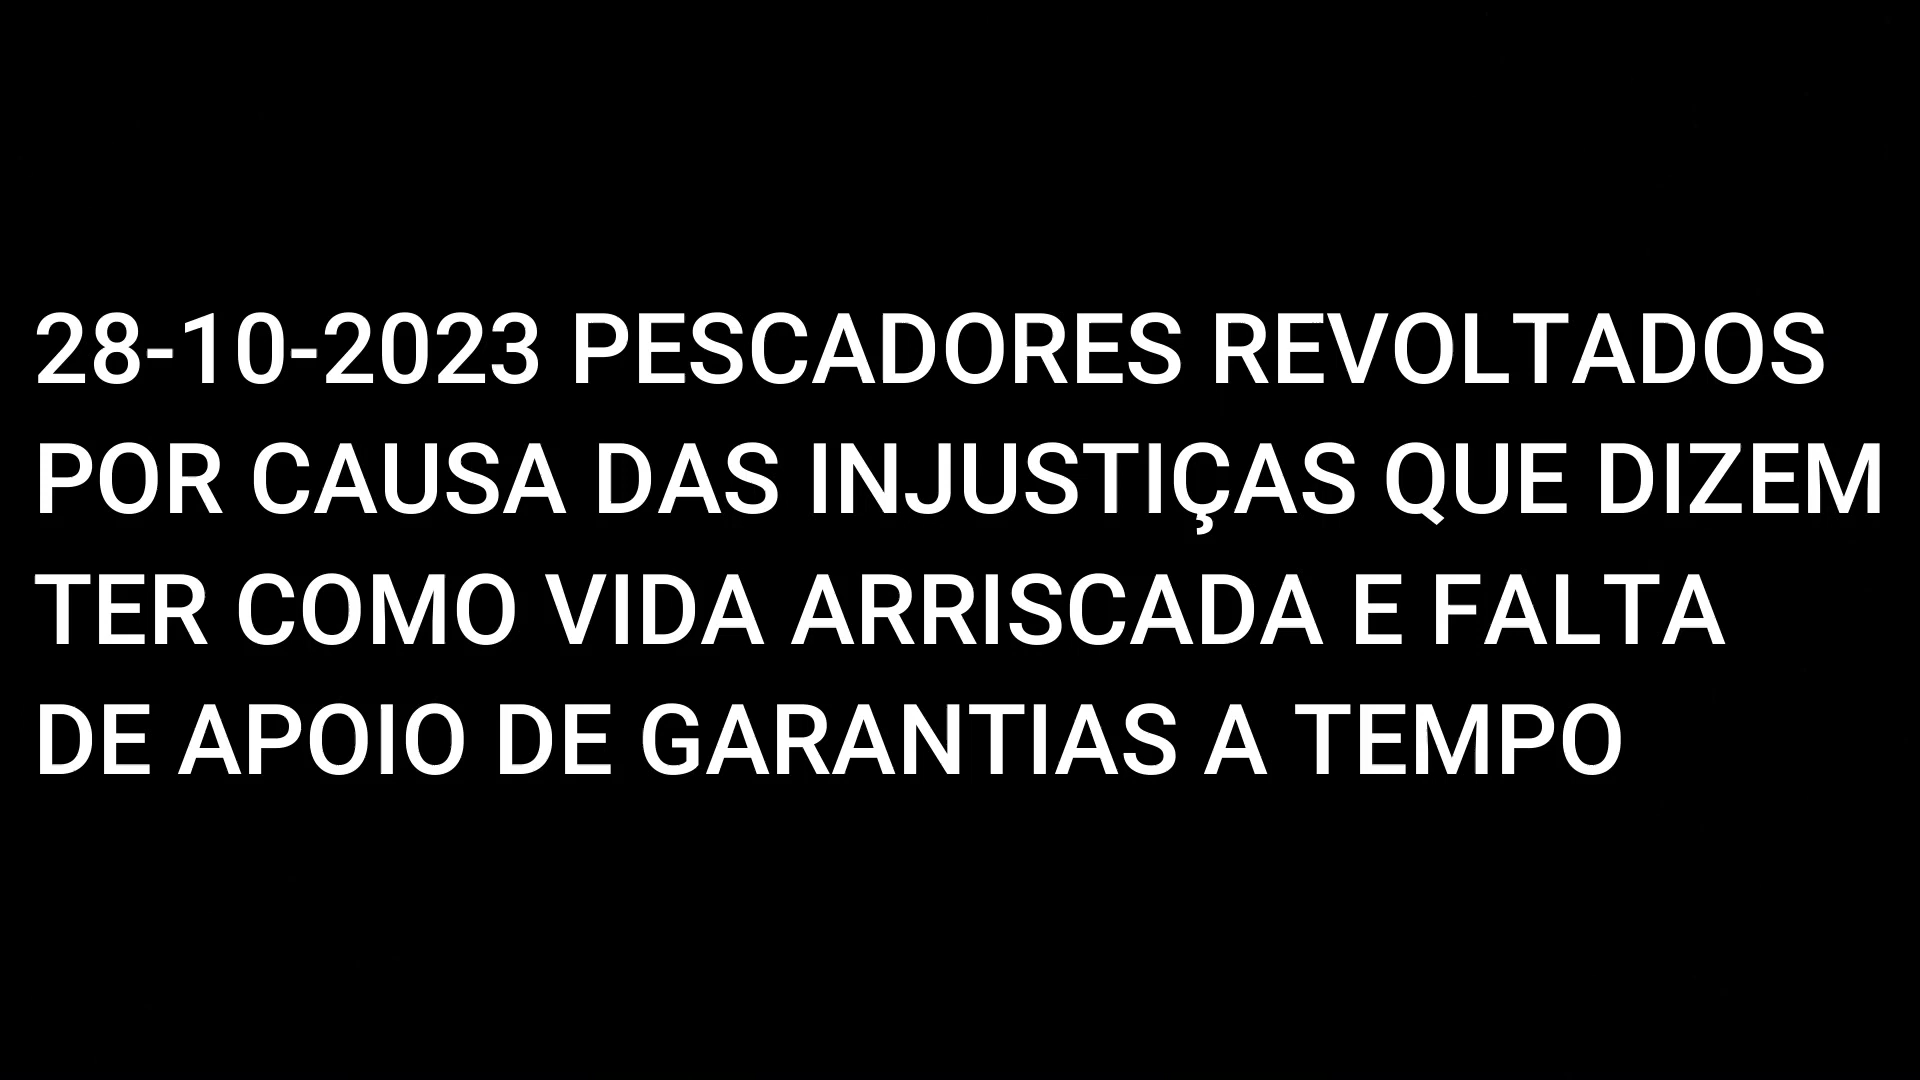 28-10-2023 PESCADORES REVOLTADOS
POR CAUSA DAS INJUSTIÇAS QUE DIZEM
TER COMO VIDA ARRISCADA E FALTA
DE APOIO DE GARANTIAS A TEMPO